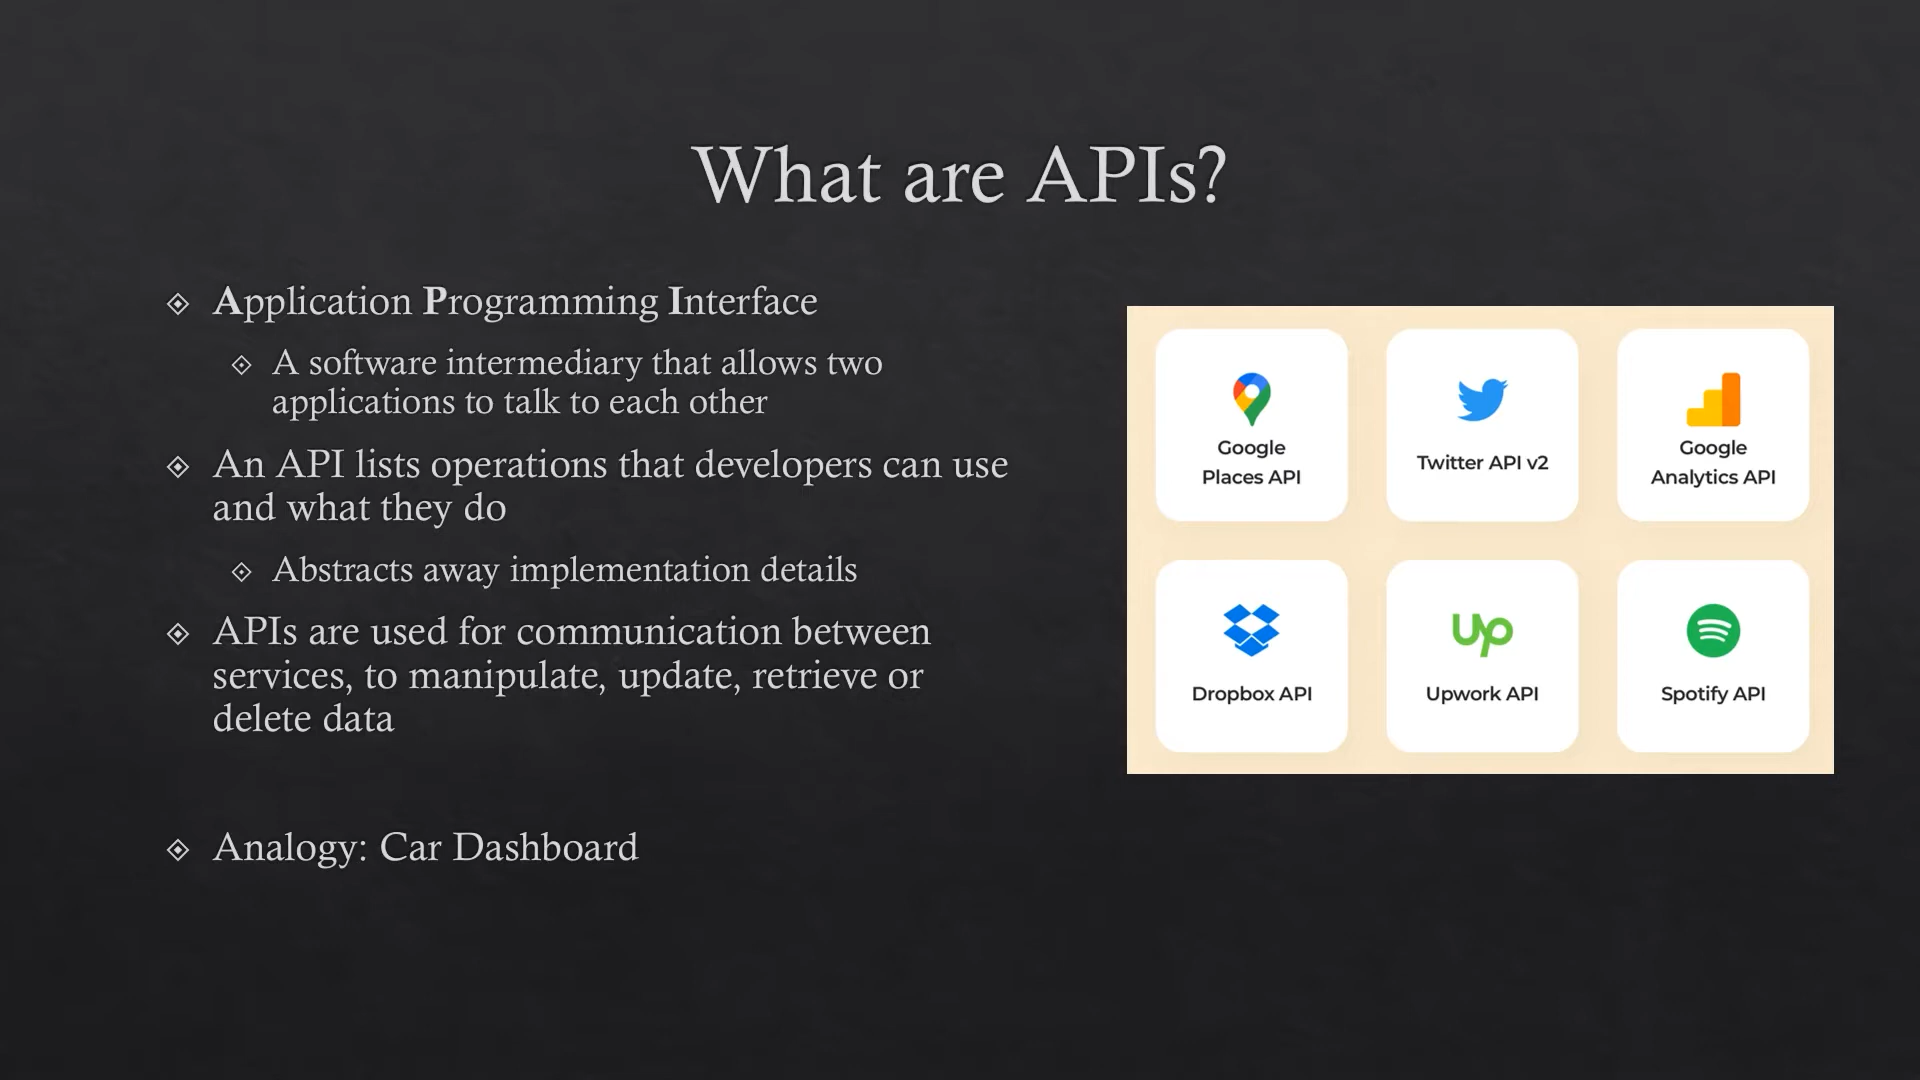 What are APIs?
Application Programming Interface
A software intermediary that allows two
applications to talk to each other
An API lists operations that developers can use
and what they do
Abstracts away implementation details
APIs are used for communication between
services, to manipulate, update, retrieve or
delete data
Analogy: Car Dashboard
Google
Places API
Twitter API v2
Google
Analytics API
Dropbox API
up
Upwork API
Spotify API